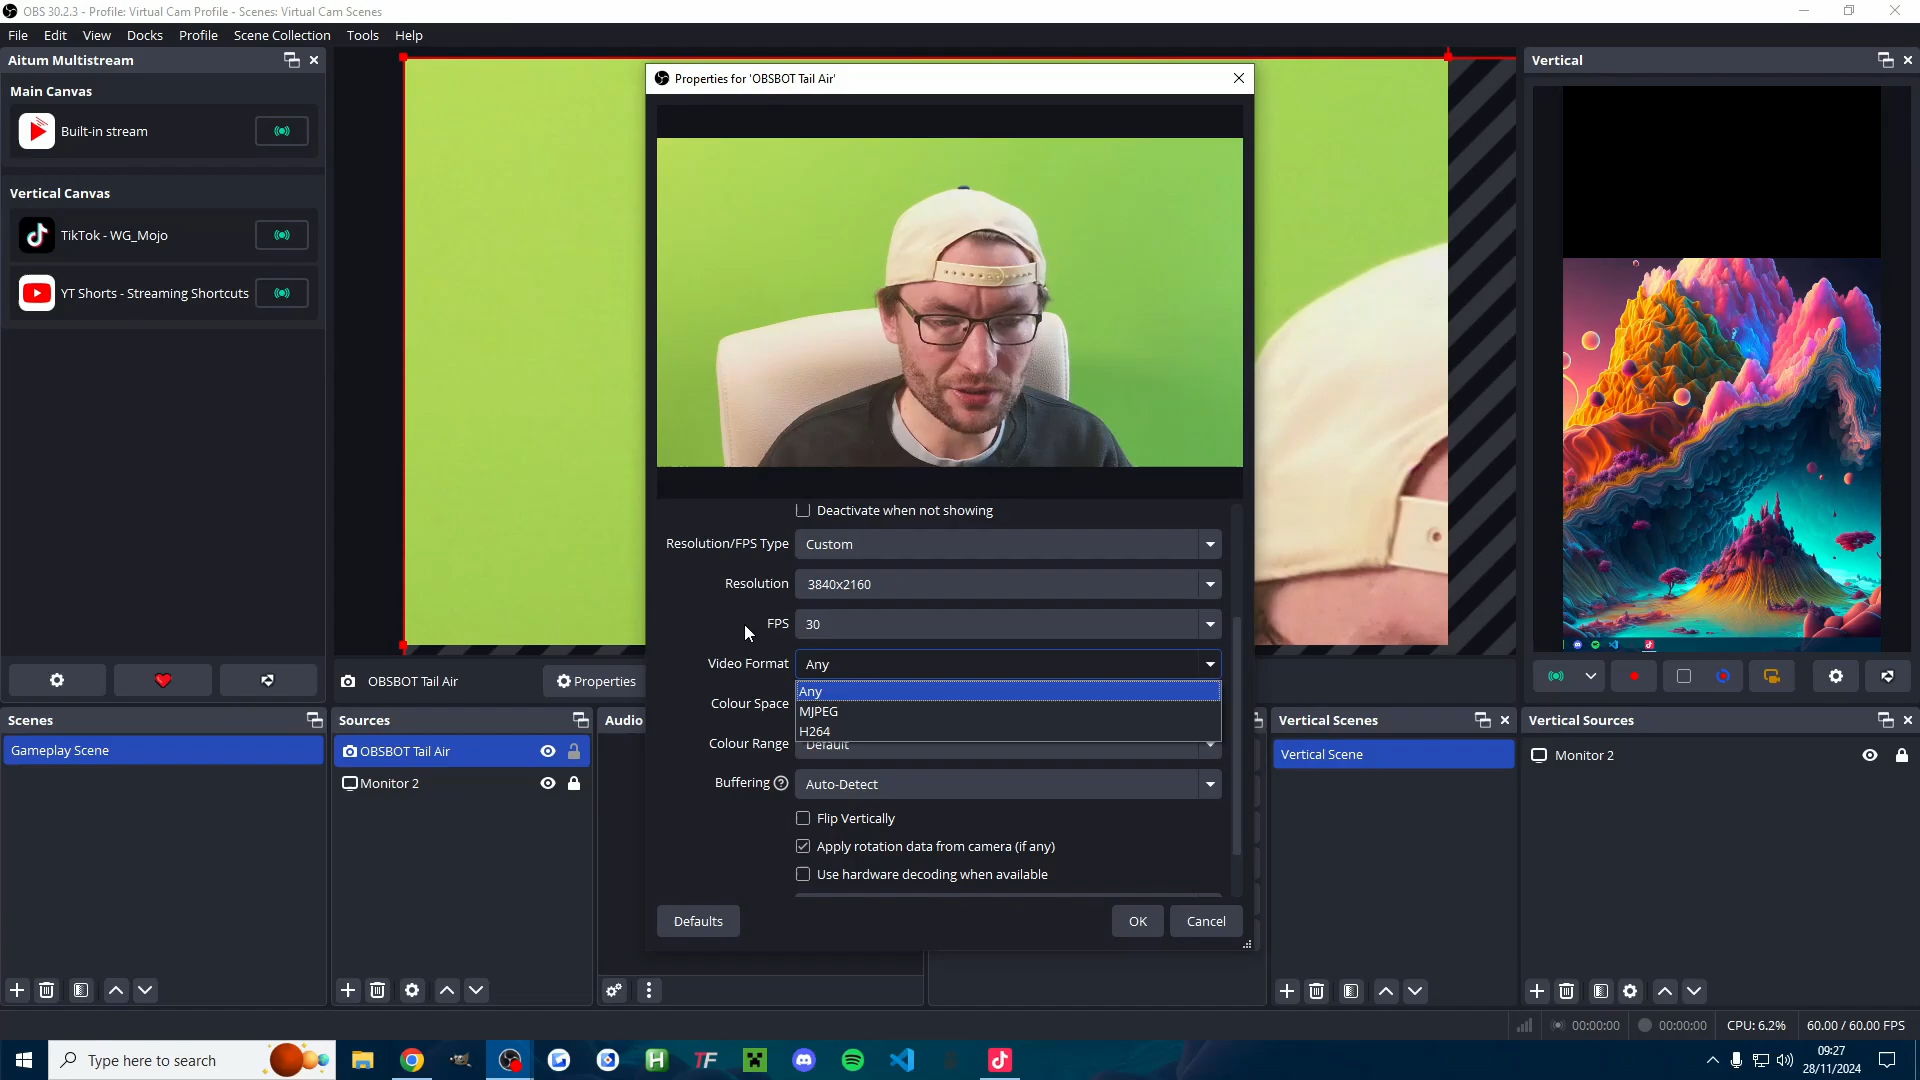 OBS 30.2.3 - Profile: Virtual Cam Profile - Scenes: Virtual Cam Scenes
File Edit View Docks Profile Scene Collection Tools Help
Aitum Multistream
Main Canvas
Built-in stream
Vertical Canvas
TikTok - WG_Mojo
YT Shorts - Streaming Shortcuts
Properties for 'OBSBOT Tail Air'
Deactivate when not showing
Resolution/FPS Type Custom
Resolution 3840x2160
FPS 30
Video Format Any
Any
MJPEG
H264
Colour Space
Colour Range Default
Buffering Auto-Detect
Flip Vertically
Apply rotation data from camera (if any)
Use hardware decoding when available
Defaults OK Cancel
Vertical
OBSBOT Tail Air Properties
Scenes
Gameplay Scene
Sources
OBSBOT Tail Air
Monitor 2
Audio
Vertical Scenes
Vertical Scene
Vertical Sources
Monitor 2
00:00:00 00:00:00 CPU: 6.2% 60.00 / 60.00 FPS
Type here to search
TF
09:27
28/11/2024